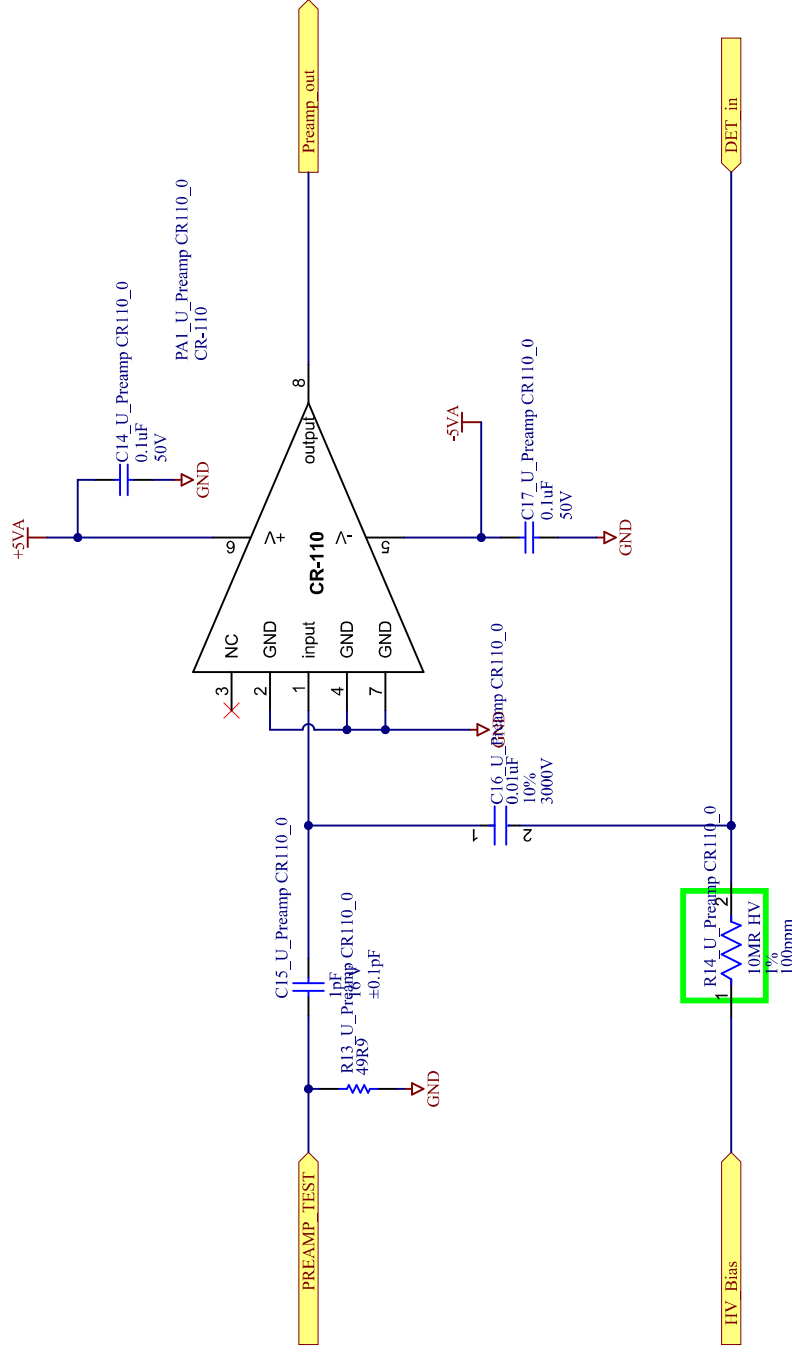 Preamp_out
DET_in
PA1_U_Preamp CR110_0
CR-110
C14_U_Preamp CR110_0
0.1uF
50V
+5VA
GND
8
output
6
V+
CR-110
V-
5
-5VA
C17_U_Preamp CR110_0
0.1uF
50V
GND
3
NC
2
GND
1
input
4
GND
7
GND
GND
C16_U_Preamp CR110_0
0.01uF
10%
3000V
1
2
C15_U_Preamp CR110_0
1pF
16V
±0.1pF
R13_U_Preamp CR110_0
49R9
GND
R14_U_Preamp CR110_0
10MR HV
1%
100ppm
1
2
PREAMP_TEST
HV_Bias